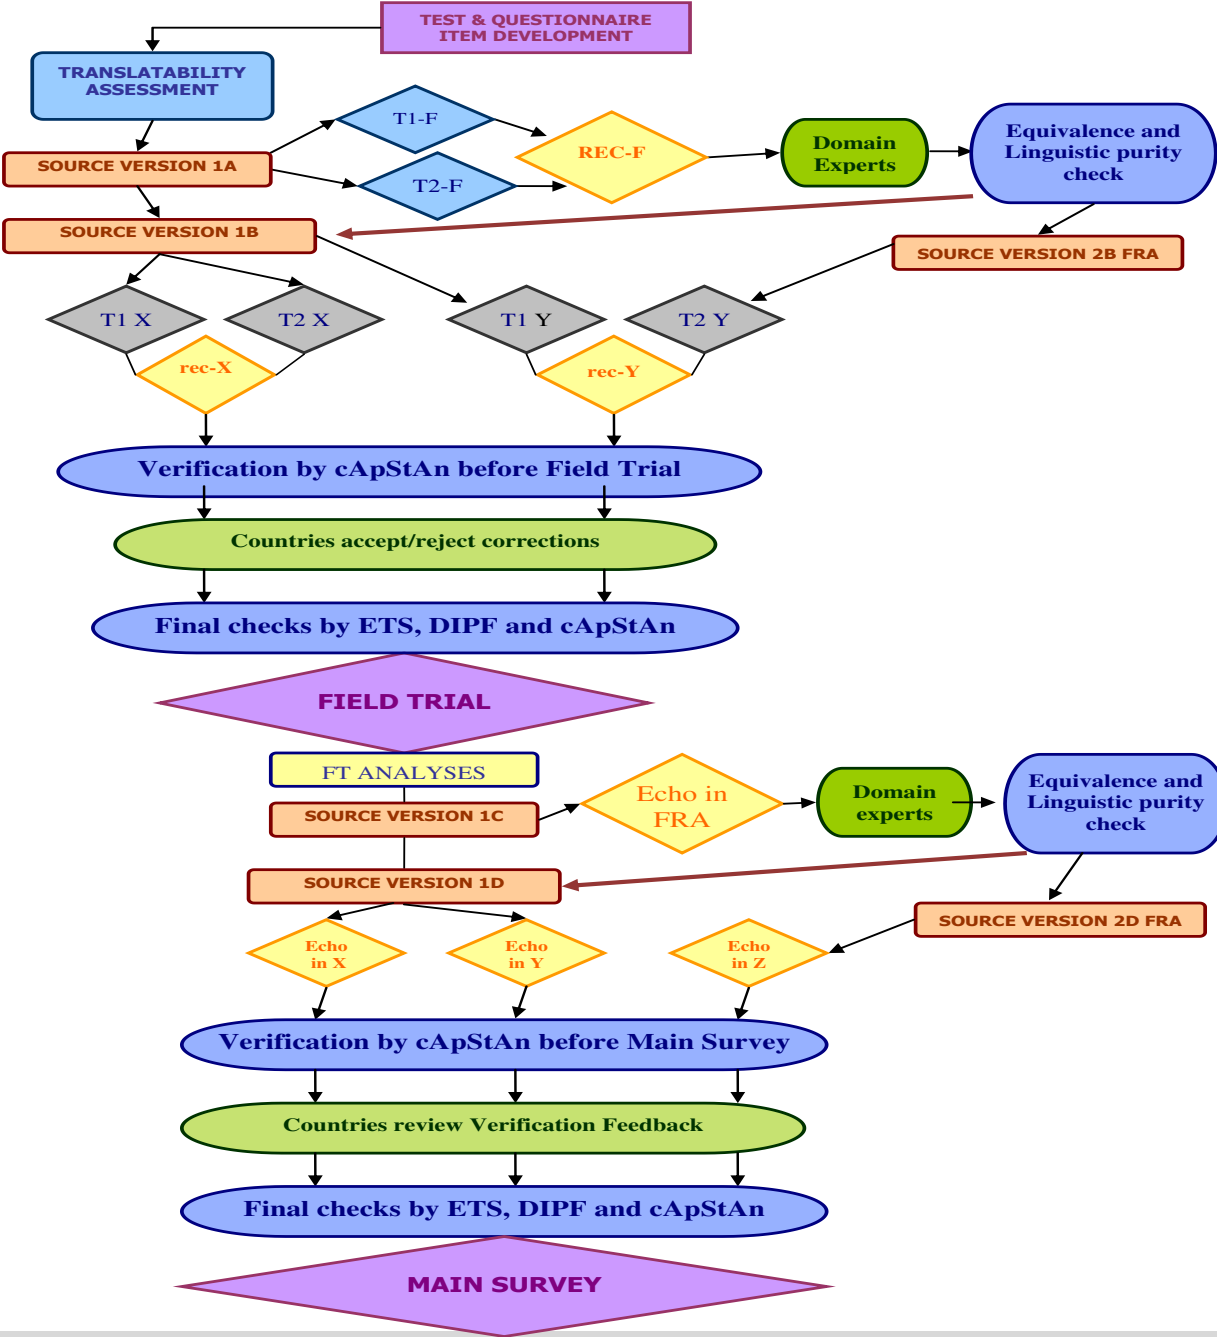 TEST & QUESTIONNAIRE
ITEM DEVELOPMENT
TRANSLATABILITY
ASSESSMENT
T1-F
REC-F
Domain
Experts
Equivalence and
Linguistic purity
check
SOURCE VERSION 1A
T2-F
SOURCE VERSION 1B
SOURCE VERSION 2B FRA
T1 X
T2 X
T1 Y
T2 Y
rec-X
rec-Y
Verification by cApStAn before Field Trial
Countries accept/reject corrections
Final checks by ETS, DIPF and cApStAn
FIELD TRIAL
FT ANALYSES
Echo in
FRA
Domain
experts
Equivalence and
Linguistic purity
check
SOURCE VERSION 1C
SOURCE VERSION 1D
SOURCE VERSION 2D FRA
Echo
in X
Echo
in Y
Echo
in Z
Verification by cApStAn before Main Survey
Countries review Verification Feedback
Final checks by ETS, DIPF and cApStAn
MAIN SURVEY